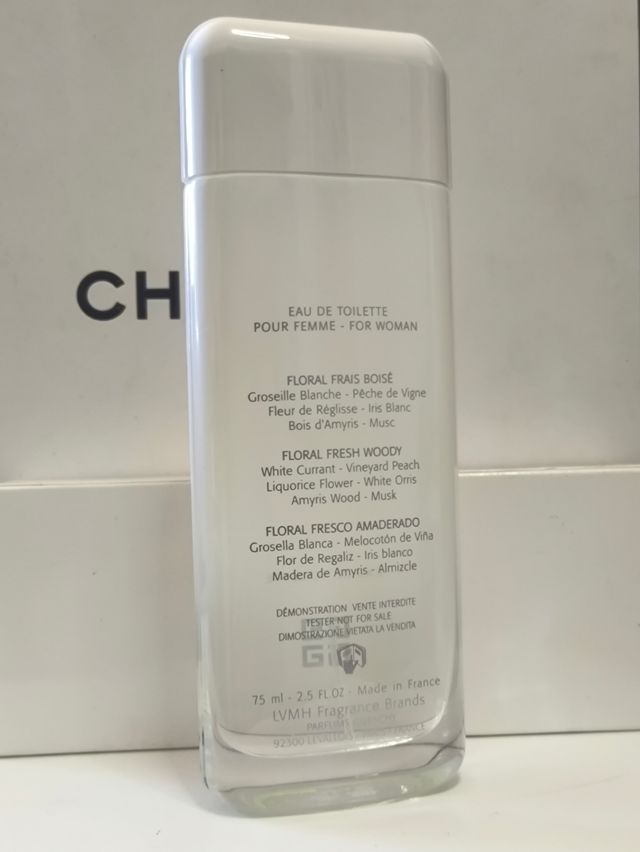 CH
EAU DE TOILETTE
POUR FEMME - FOR WOMAN
FLORAL FRAIS BOISÉ
Groseille Blanche - Pêche de Vigne
Fleur de Réglisse - Iris Blanc
Bois d'Amyris - Musc
FLORAL FRESH WOODY
White Currant - Vineyard Peach
Liquorice Flower - White Orris
Amyris Wood - Musk
FLORAL FRESCO AMADERADO
Grosella Blanca - Melocotón de Viña
Flor de Regaliz - Iris blanco
Madera de Amyris - Almizcle
DÉMONSTRATION VENTE INTERDITE
TESTER NOT FOR SALE
DIMOSTRAZIONE VIETATA LA VENDITA
75 ml - 2.5 FL.OZ - Made in France
LVMH Fragrance Brands
PARFUMS GIVENCHY
92300 FRANCE